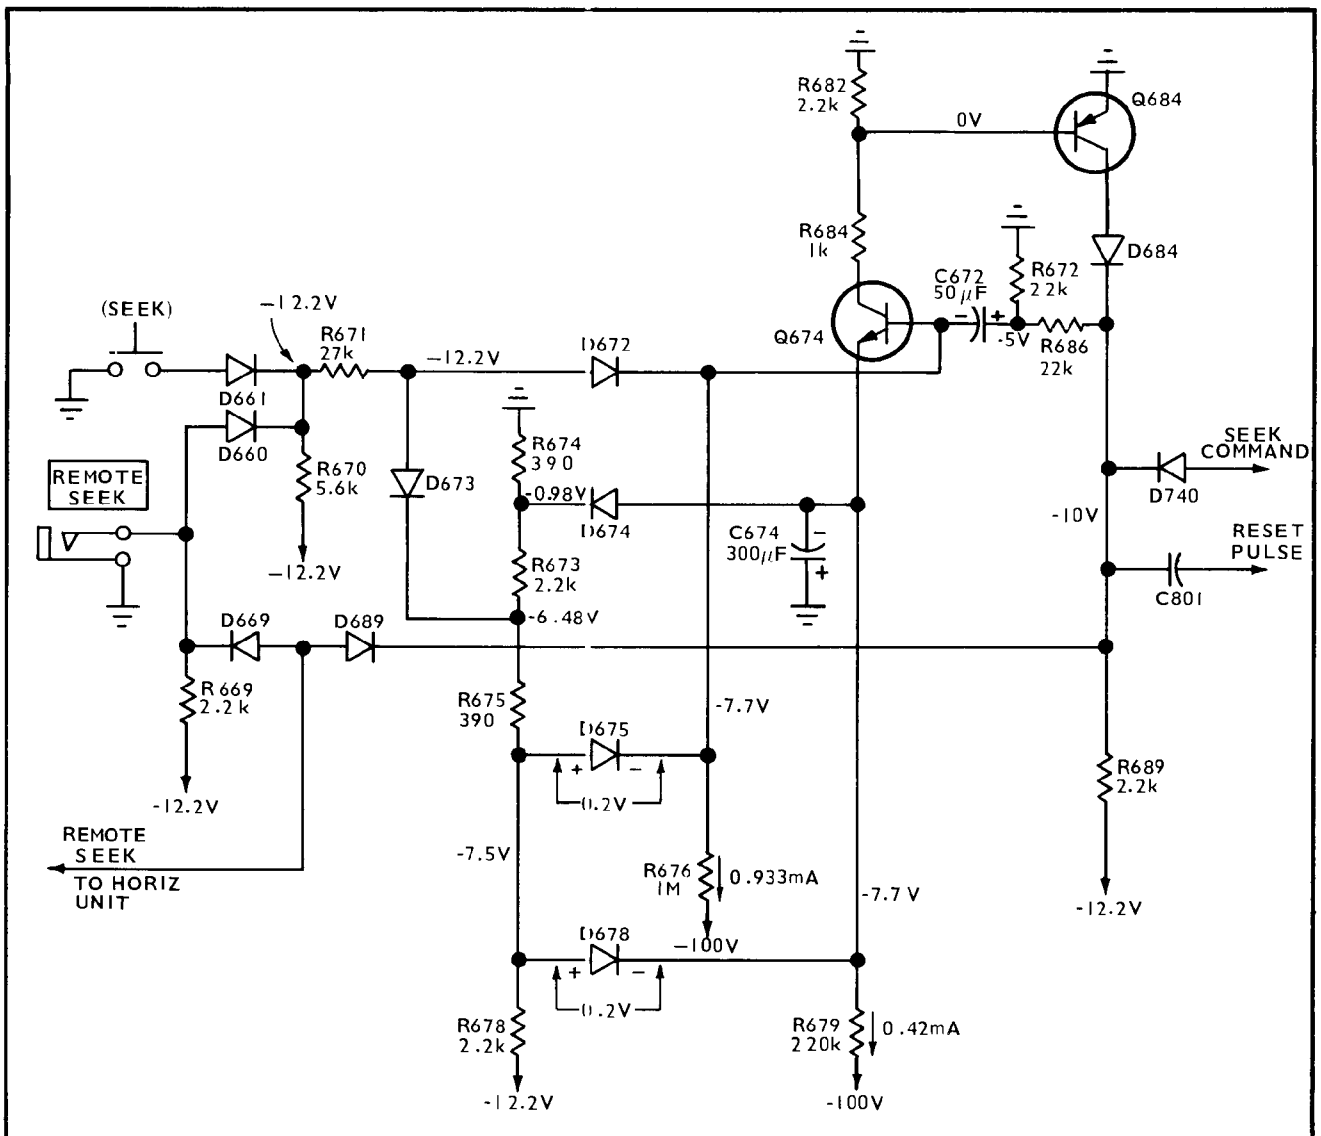 R682
2.2k
Q684
0V
R684
1k
D684
C672
50µF
R672
22k
(SEEK)
-12.2V
R671
27k
-12.2V
D672
Q674
-
+
-5V
R686
22k
D661
D660
R674
390
REMOTE
SEEK
R670
5.6k
D673
-0.98V
D674
C674
300µF
-
+
SEEK
COMMAND
D740
-10V
RESET
PULSE
C801
-12.2V
R673
2.2k
-6.48V
D669
D689
R669
2.2k
R675
390
-7.7V
D675
+
-
0.2V
R689
2.2k
-12.2V
REMOTE
SEEK
TO HORIZ
UNIT
-7.5V
R676
1M
0.933mA
-7.7V
-12.2V
D678
-100V
+
-
0.2V
R678
2.2k
R679
220k
0.42mA
-12.2V
-100V